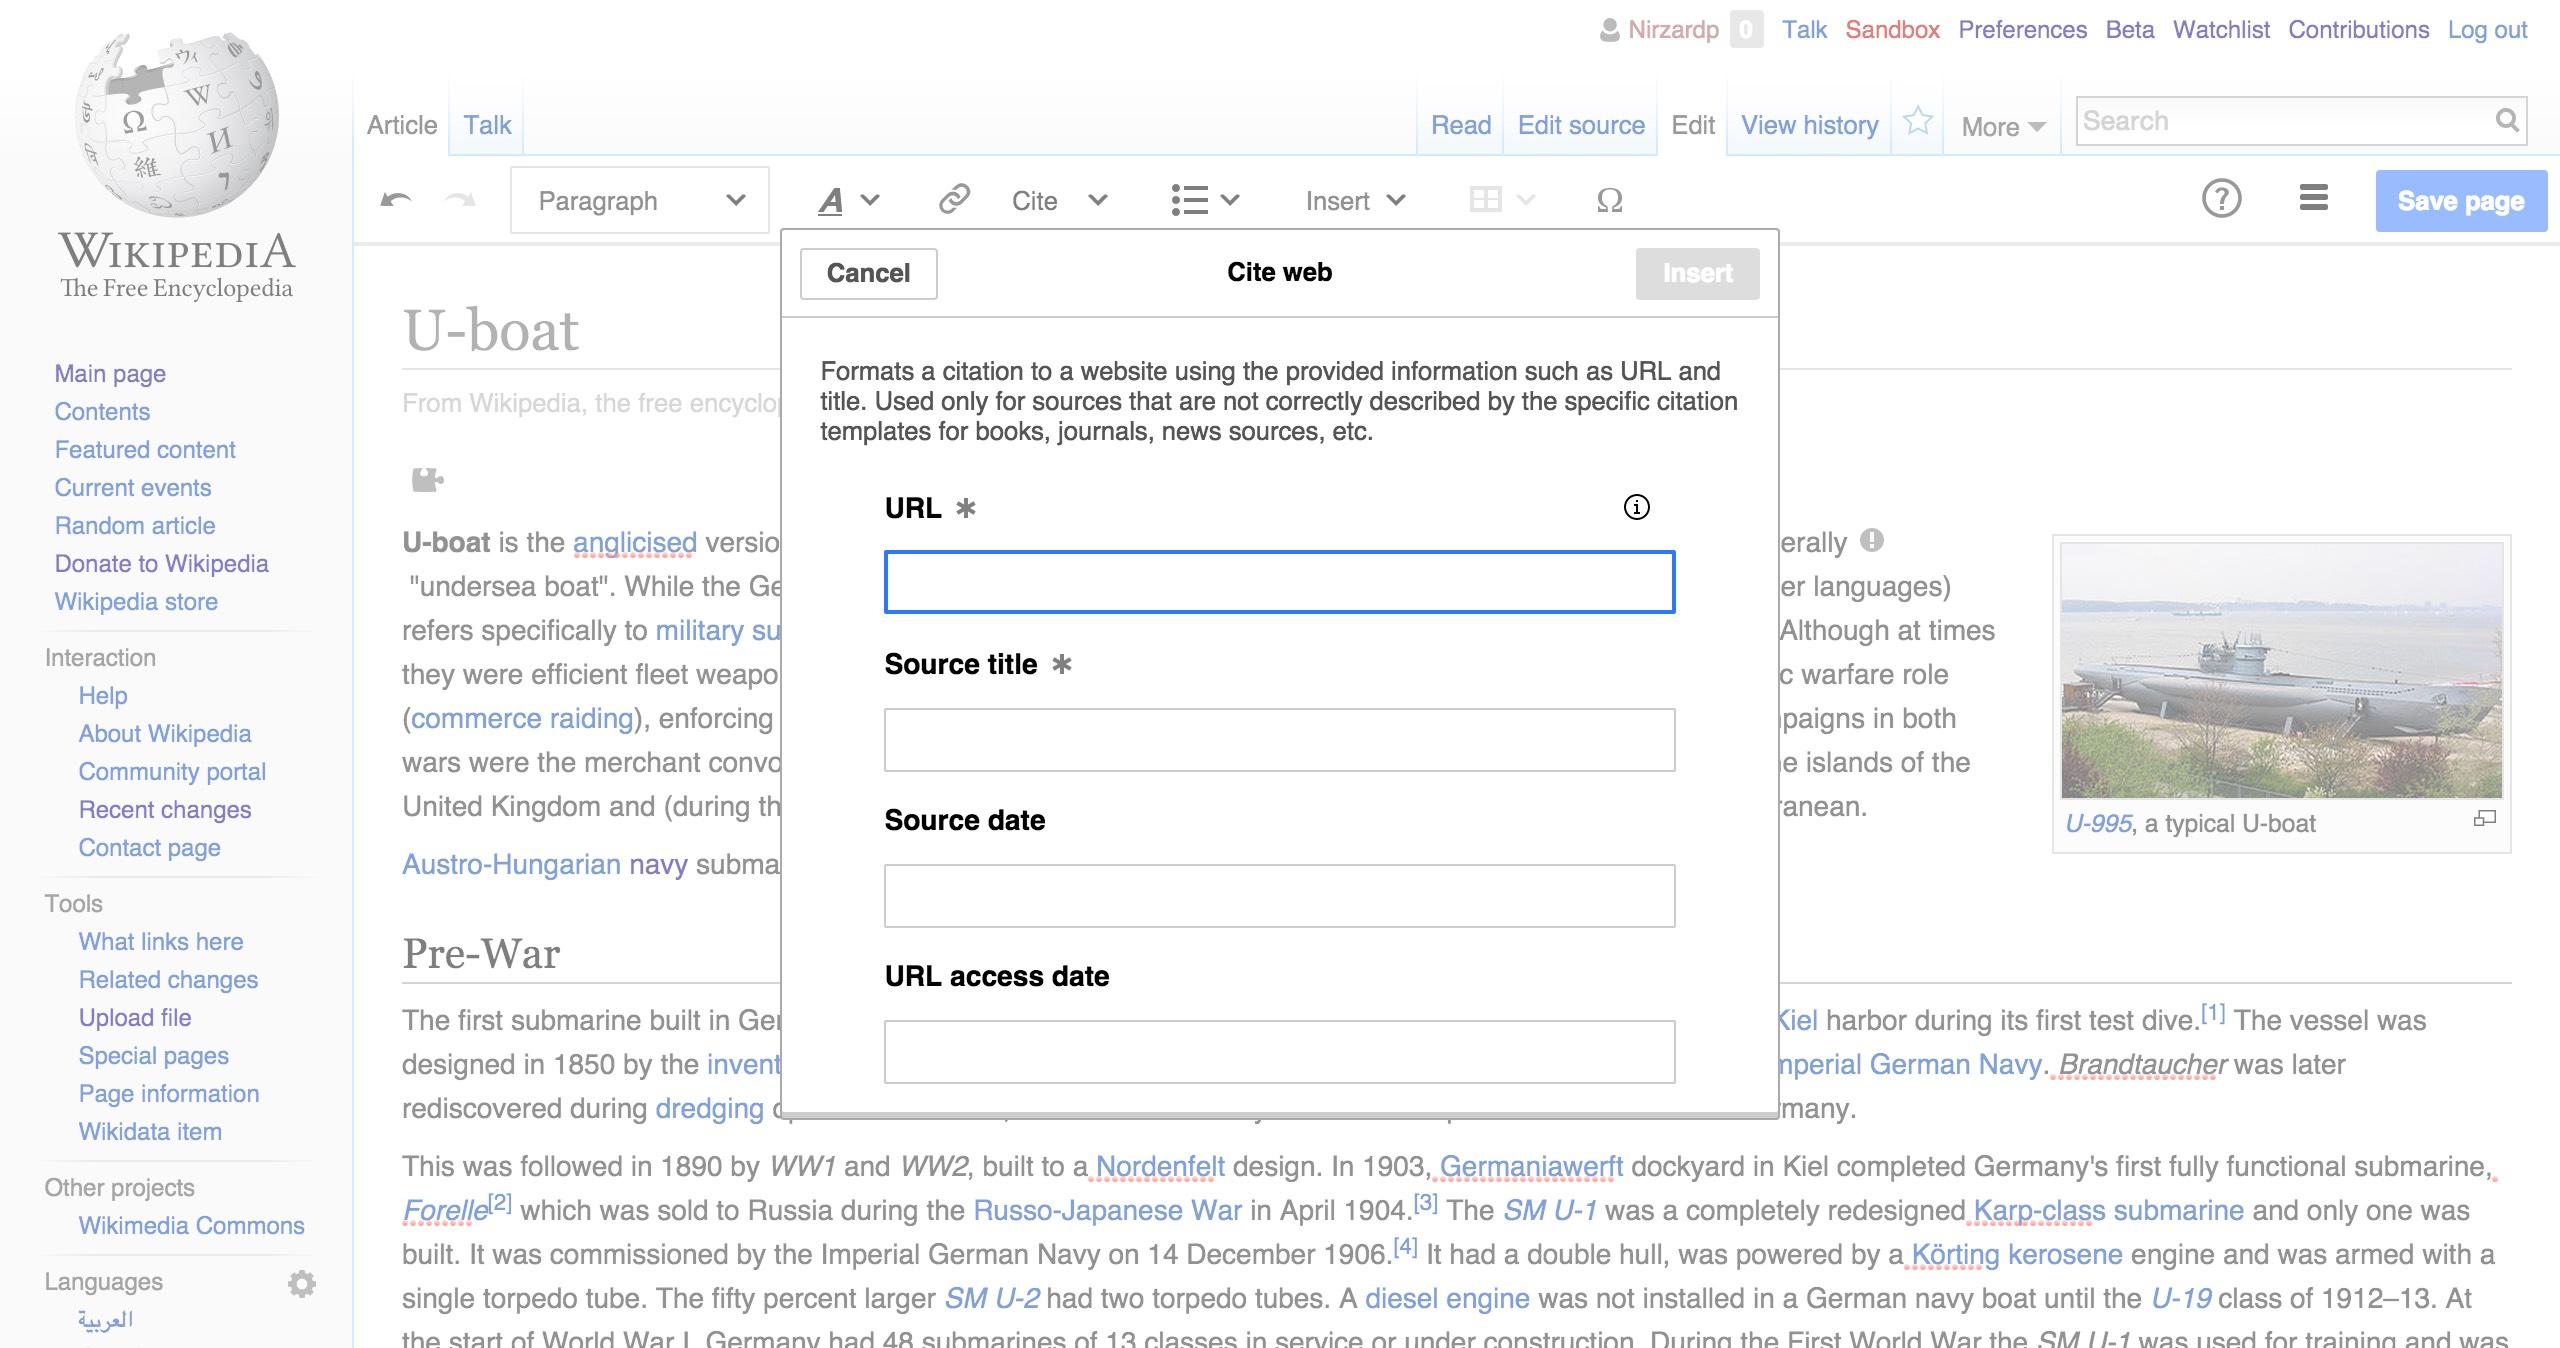 Nirzardp 0 Talk Sandbox Preferences Beta Watchlist Contributions Log out
Article Talk Read Edit source Edit View history More Search
Paragraph A Cite Insert Ω ? Save page
WIKIPEDIA
The Free Encyclopedia
Main page
Contents
Featured content
Current events
Random article
Donate to Wikipedia
Wikipedia store
Interaction
Help
About Wikipedia
Community portal
Recent changes
Contact page
Tools
What links here
Related changes
Upload file
Special pages
Page information
Wikidata item
Other projects
Wikimedia Commons
Languages
العربية
Cancel Cite web Insert
Formats a citation to a website using the provided information such as URL and
title. Used only for sources that are not correctly described by the specific citation
templates for books, journals, news sources, etc.
URL *
Source title *
Source date
URL access date
U-boat
From Wikipedia, the free
U-boat is the anglicised
"undersea boat". While the
er languages)
refers specifically to military
Although at times
they were efficient fleet
c warfare role
(commerce raiding), enforcing
in both
wars were the merchant
islands of the
United Kingdom and (during
Austro-Hungarian navy
U-995, a typical U-boat
Pre-War
The first submarine built in
Kiel harbor during its first test dive.[1] The vessel was
designed in 1850 by the
German Navy. Brandtaucher was later
rediscovered during dredging
This was followed in 1890 by WW1 and WW2, built to a Nordenfelt design. In 1903, Germaniawerft dockyard in Kiel completed Germany's first fully functional submarine,
Forelle[2] which was sold to Russia during the Russo-Japanese War in April 1904.[3] The SM U-1 was a completely redesigned Karp-class submarine and only one was
built. It was commissioned by the Imperial German Navy on 14 December 1906.[4] It had a double hull, was powered by a Körting kerosene engine and was armed with a
single torpedo tube. The fifty percent larger SM U-2 had two torpedo tubes. A diesel engine was not installed in a German navy boat until the U-19 class of 1912–13. At
the start of World War I, Germany had 48 submarines of 13 classes in service or under construction. During the First World War the SM U-1 was used for training and was